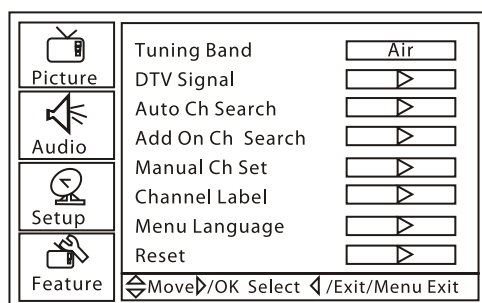 Picture
Audio
Setup
Feature
Tuning Band Air
DTV Signal
Auto Ch Search
Add On Ch Search
Manual Ch Set
Channel Label
Menu Language
Reset
Move /OK Select /Exit/Menu Exit